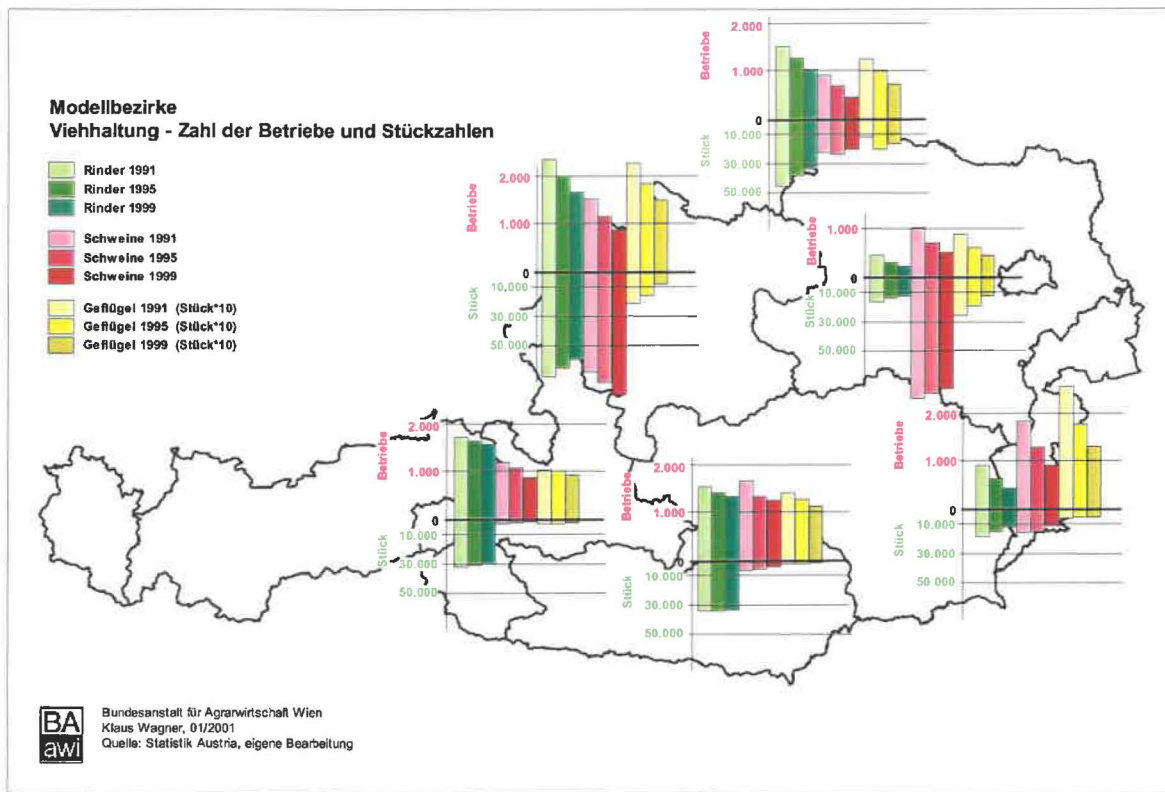 Modellbezirke
Viehhaltung - Zahl der Betriebe und Stückzahlen
Rinder 1991
Rinder 1995
Rinder 1999
Schweine 1991
Schweine 1995
Schweine 1999
Geflügel 1991 (Stück*10)
Geflügel 1995 (Stück*10)
Geflügel 1999 (Stück*10)
Betriebe
Stück
2.000
1.000
0
10.000
30.000
50.000
Betriebe
Stück
2.000
1.000
0
10.000
30.000
50.000
Betriebe
Stück
1.000
0
10.000
30.000
50.000
Betriebe
Stück
2.000
1.000
0
10.000
30.000
50.000
Betriebe
Stück
2.000
1.000
0
10.000
30.000
50.000
Betriebe
Stück
2.000
1.000
0
10.000
30.000
50.000
BA
awi
Bundesanstalt für Agrarwirtschaft Wien
Klaus Wagner, 01/2001
Quelle: Statistik Austria, eigene Bearbeitung